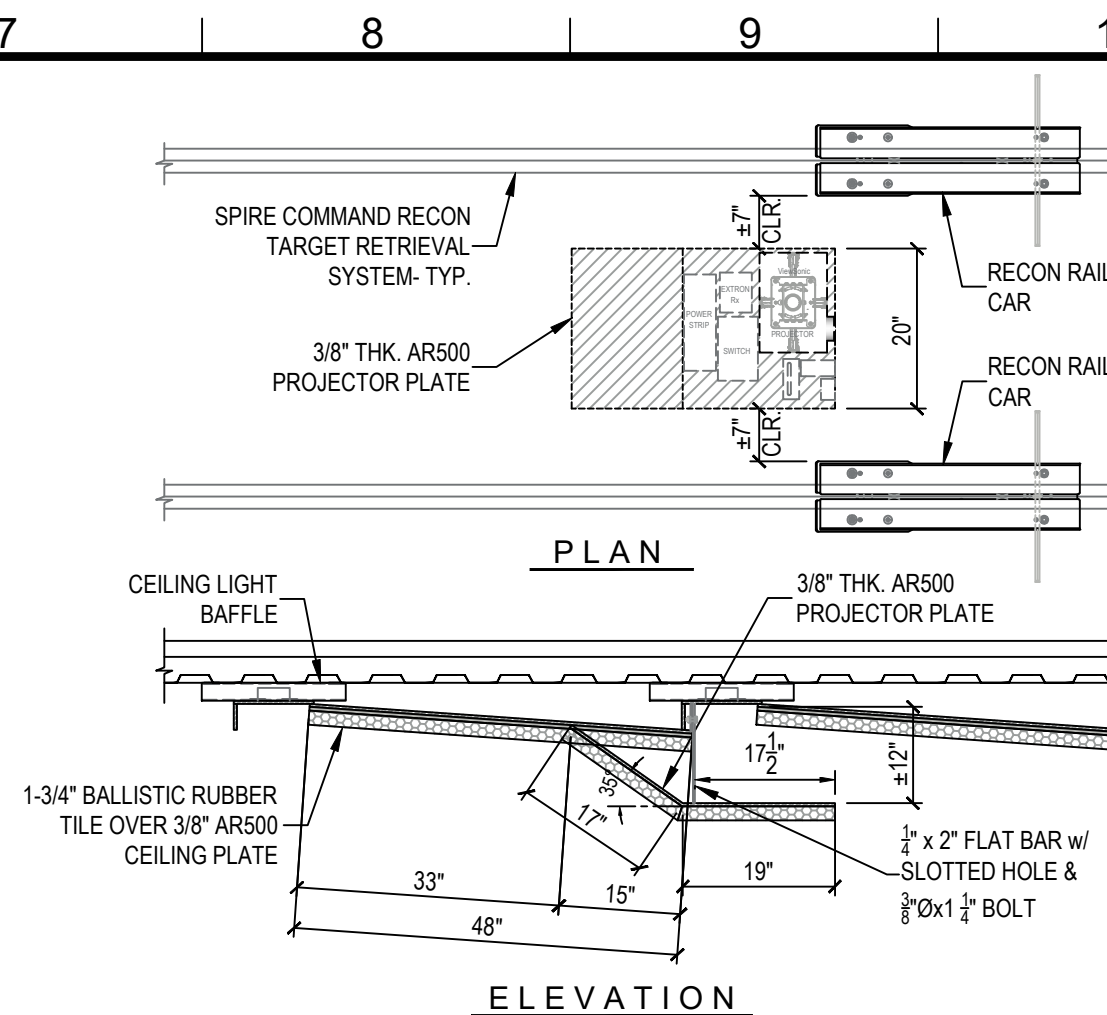 7
8
9
1
SPIRE COMMAND RECON
TARGET RETRIEVAL
SYSTEM- TYP.
±7"
CLR.
RECON RAIL
CAR
3/8" THK. AR500
PROJECTOR PLATE
ViewSonic
EXTRON
Rx
POWER
STRIP
PROJECTOR
SWITCH
20"
RECON RAIL
CAR
±7"
CLR.
PLAN
CEILING LIGHT
BAFFLE
3/8" THK. AR500
PROJECTOR PLATE
17 1/2"
±12"
35°
17"
1-3/4" BALLISTIC RUBBER
TILE OVER 3/8" AR500
CEILING PLATE
1/4" x 2" FLAT BAR w/
SLOTTED HOLE &
3/8"Øx1 1/4" BOLT
33"
15"
19"
48"
ELEVATION